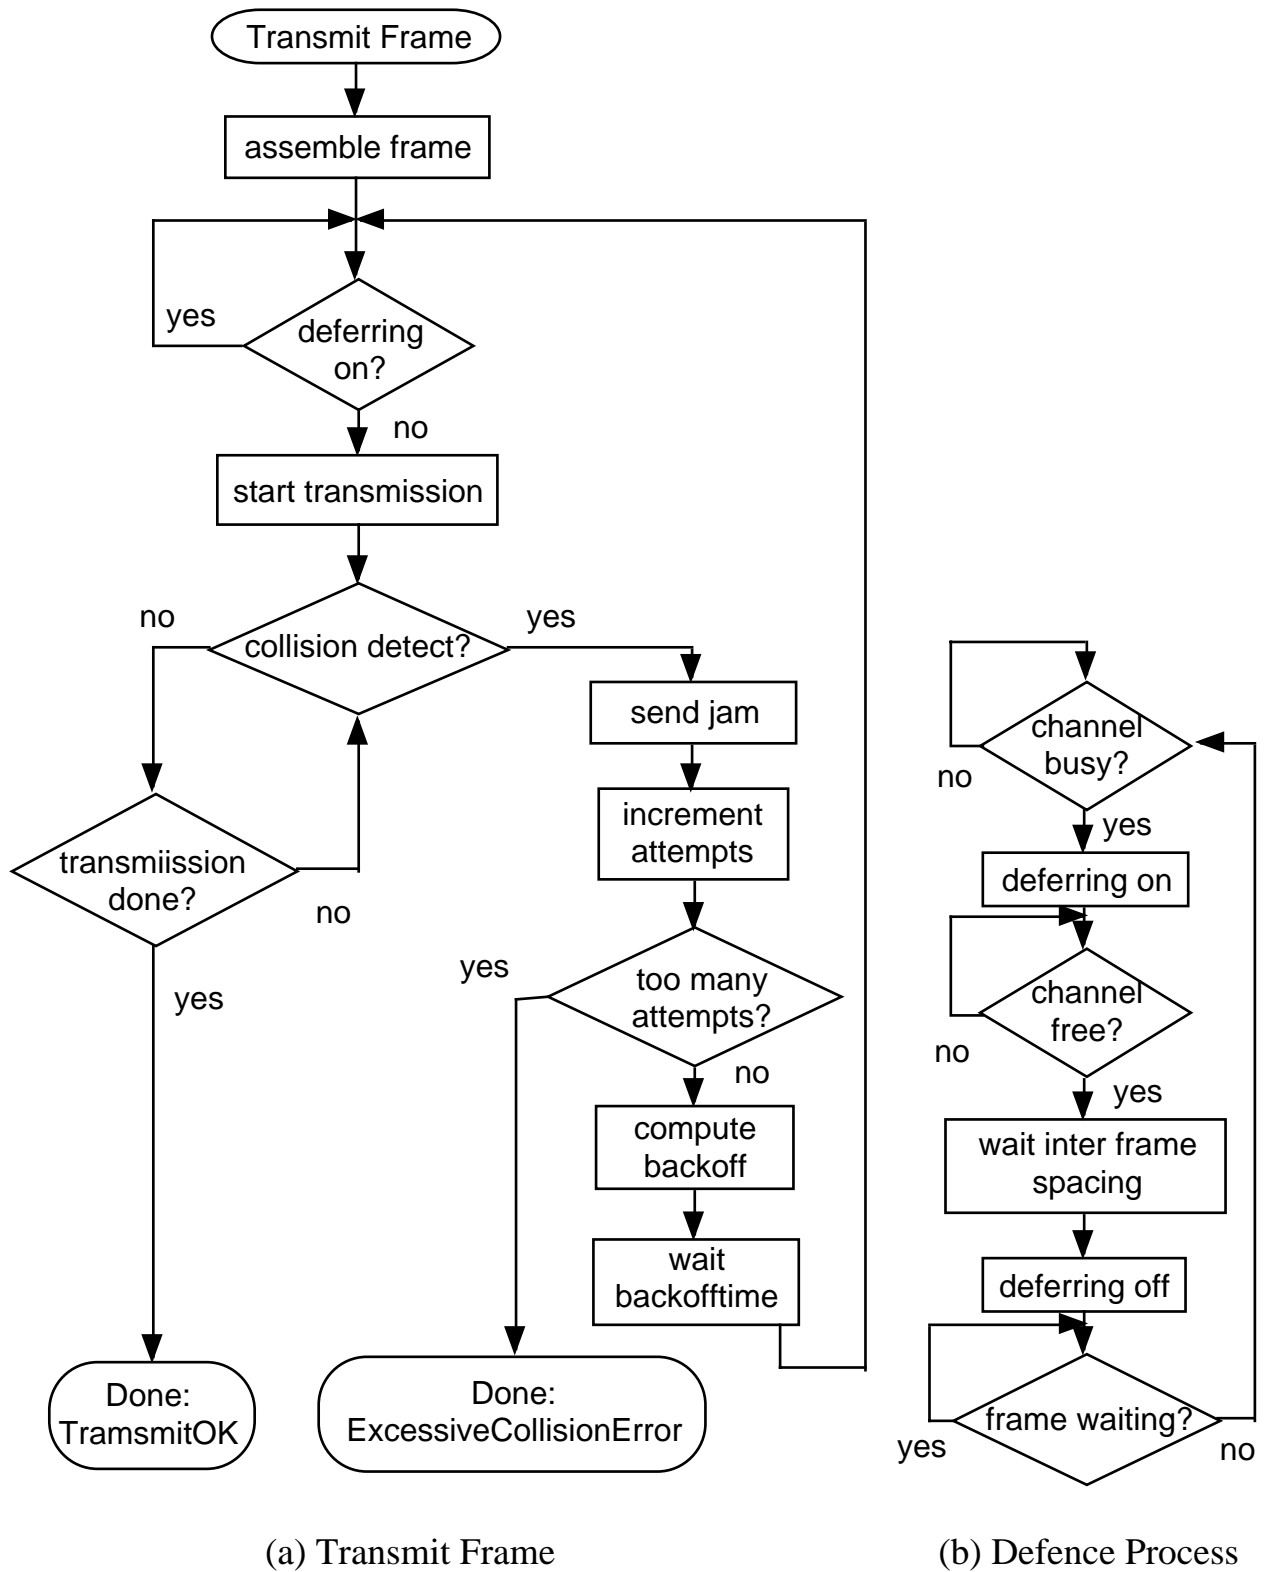 Transmit Frame
assemble frame
yes
deferring
on?
no
start transmission
no
yes
collision detect?
send jam
increment
attempts
transmiission
done?
no
yes
yes
too many
attempts?
no
compute
backoff
wait
backofftime
Done:
TramsmitOK
Done:
ExcessiveCollisionError
channel
busy?
no
yes
deferring on
channel
free?
no
yes
wait inter frame
spacing
deferring off
frame waiting?
yes
no
(a) Transmit Frame
(b) Defence Process